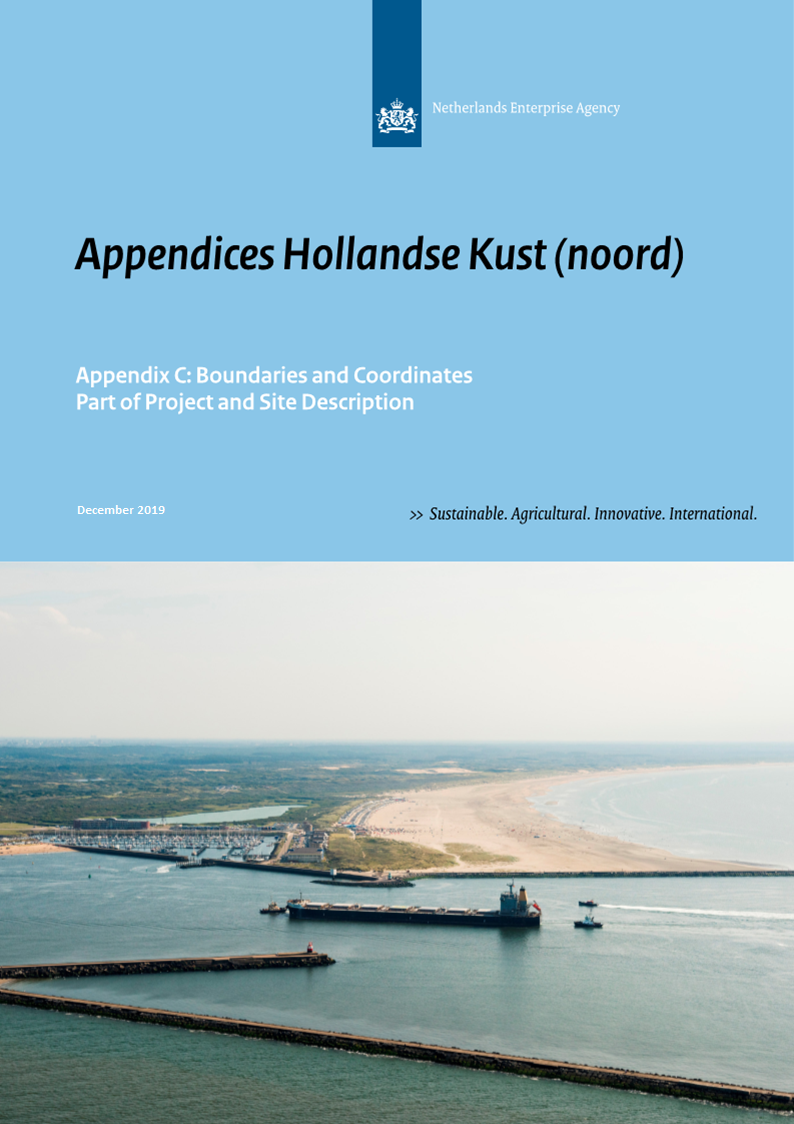 Netherlands Enterprise Agency
Appendices Hollandse Kust (noord)
Appendix C: Boundaries and Coordinates
Part of Project and Site Description
December 2019
>> Sustainable. Agricultural. Innovative. International.